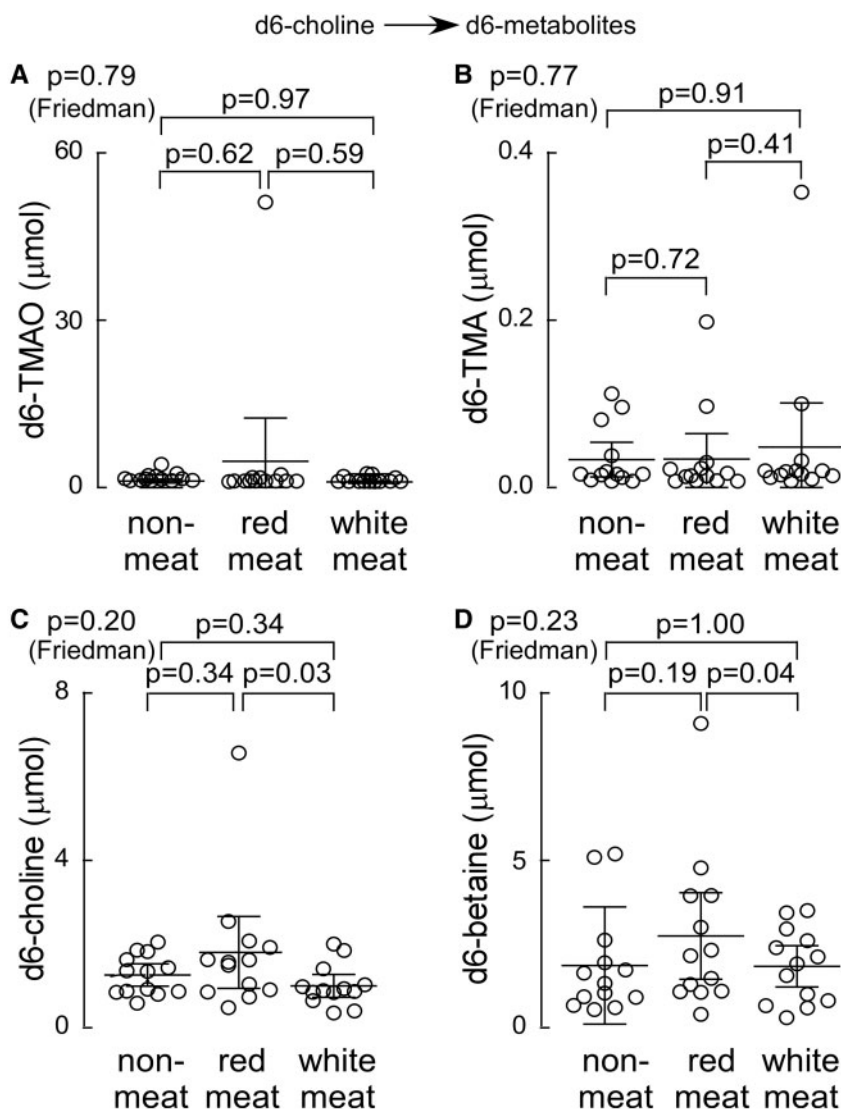 d6-choline → d6-metabolites
A p=0.79
(Friedman)
p=0.97
p=0.62 p=0.59
60
30
0
d6-TMAO (μmol)
non-meat
red meat
white meat
B p=0.77
(Friedman)
p=0.91
p=0.41
p=0.72
0.4
0.2
0.0
d6-TMA (μmol)
non-meat
red meat
white meat
C p=0.20
(Friedman)
p=0.34
p=0.34 p=0.03
8
4
0
d6-choline (μmol)
non-meat
red meat
white meat
D p=0.23
(Friedman)
p=1.00
p=0.19 p=0.04
10
5
0
d6-betaine (μmol)
non-meat
red meat
white meat